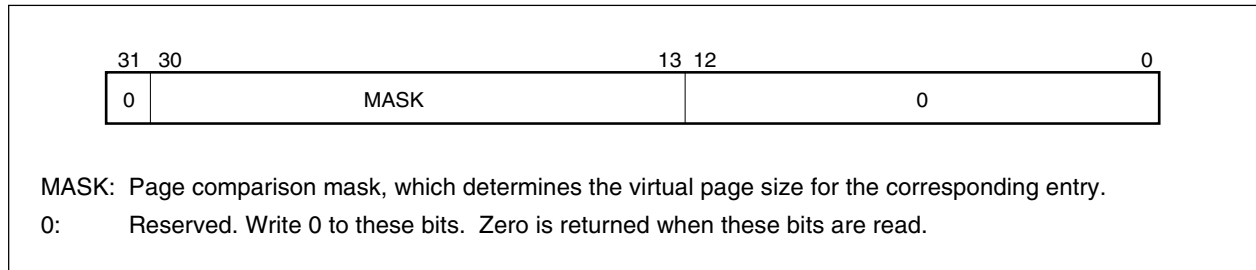 31 30 13 12 0
0 MASK 0
MASK: Page comparison mask, which determines the virtual page size for the corresponding entry.
0: Reserved. Write 0 to these bits. Zero is returned when these bits are read.